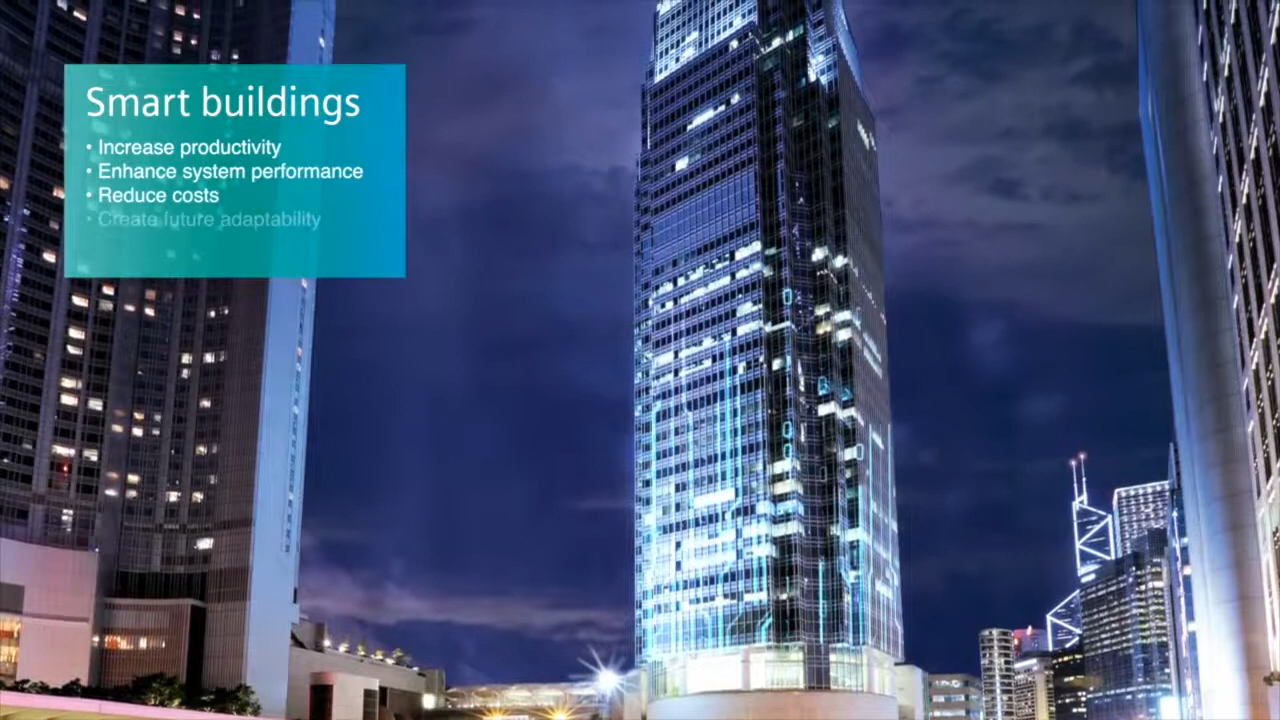 Smart buildings
• Increase productivity
• Enhance system performance
• Reduce costs
• Create future adaptability